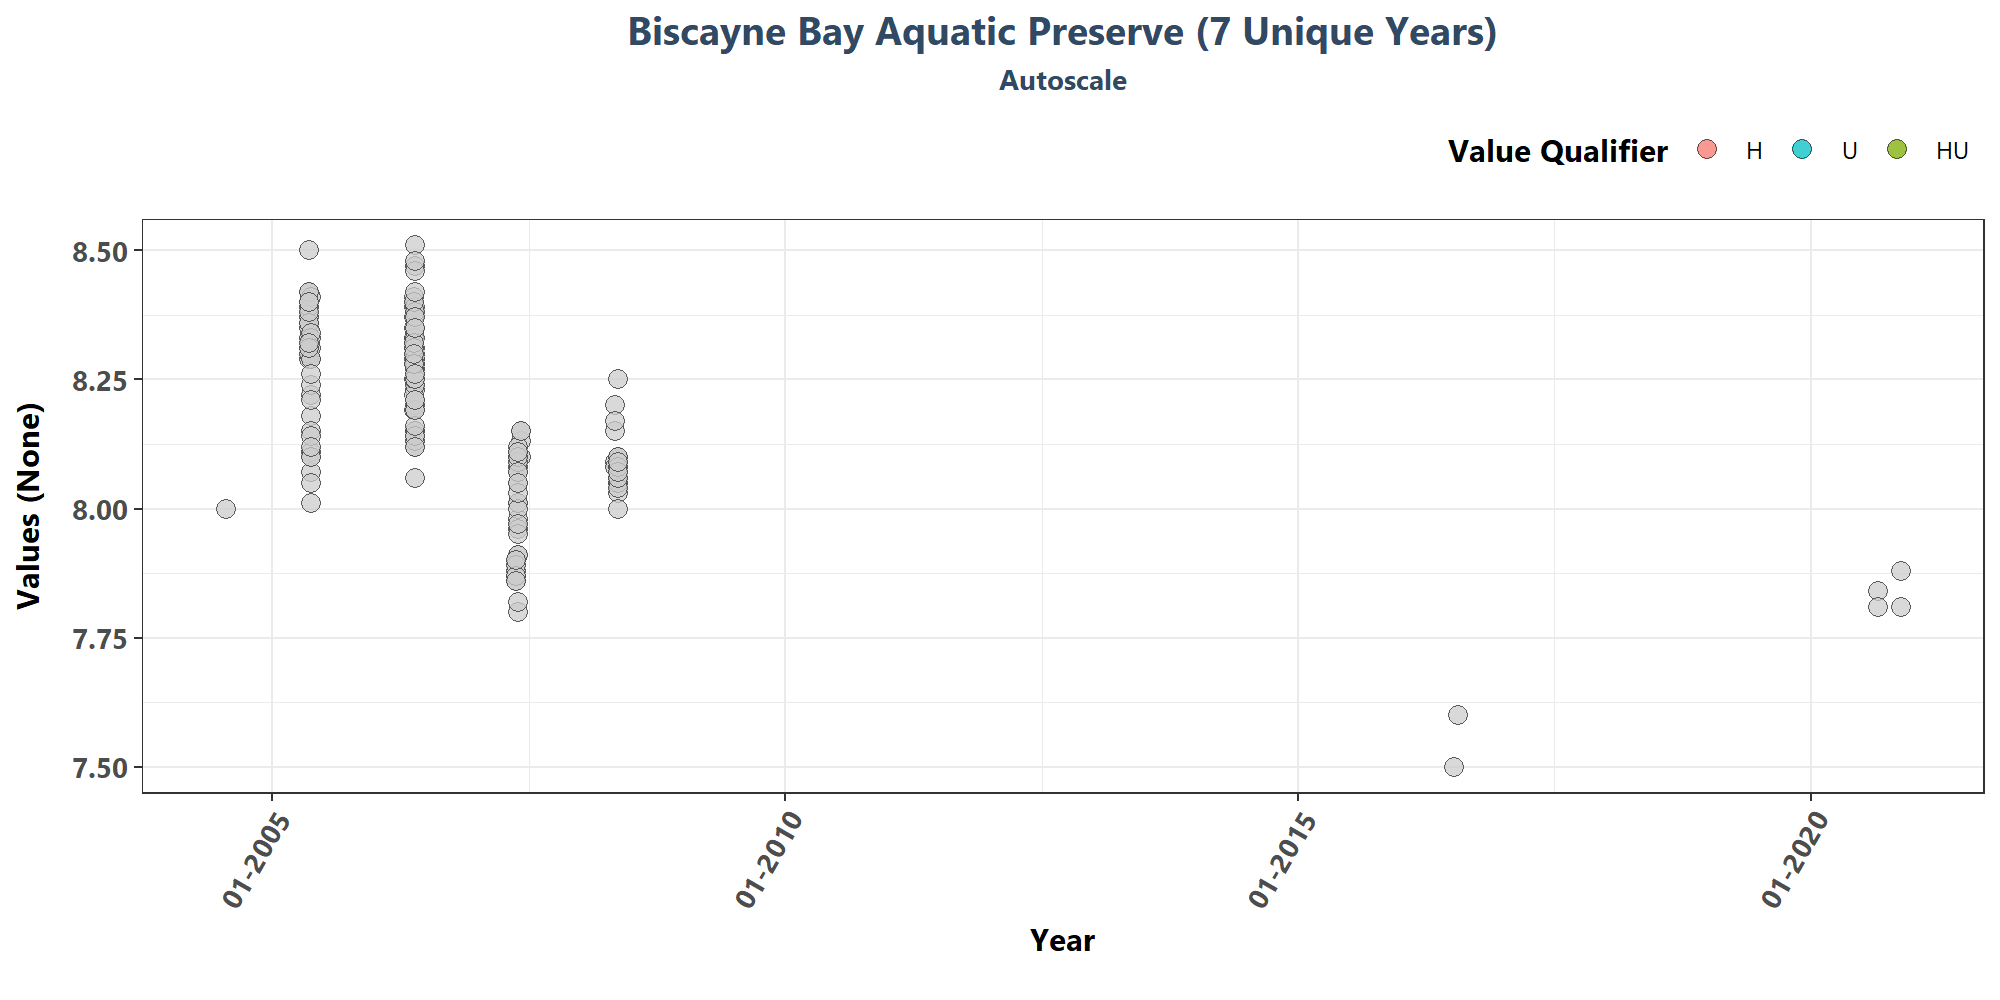 Biscayne Bay Aquatic Preserve (7 Unique Years)
Autoscale
Value Qualifier H U HU
Values (None)
8.50
8.25
8.00
7.75
7.50
01-2005 01-2010 01-2015 01-2020
Year